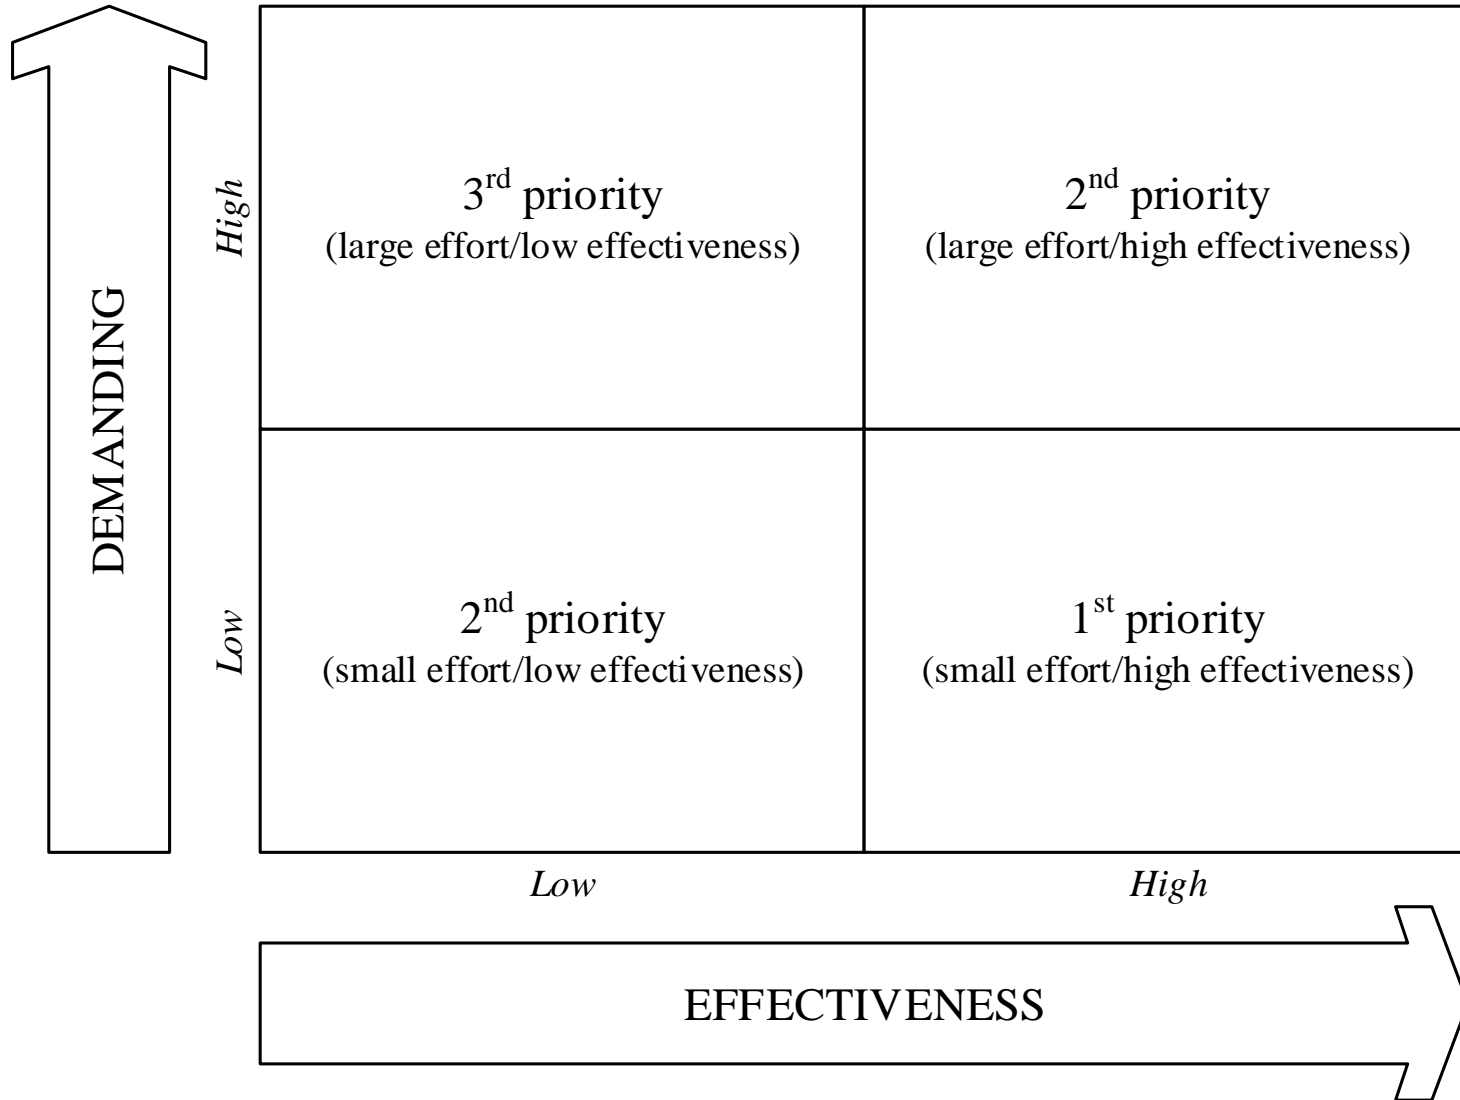 DEMANDING
High
3rd priority
(large effort/low effectiveness)
2nd priority
(large effort/high effectiveness)
Low
2nd priority
(small effort/low effectiveness)
1st priority
(small effort/high effectiveness)
Low
High
EFFECTIVENESS